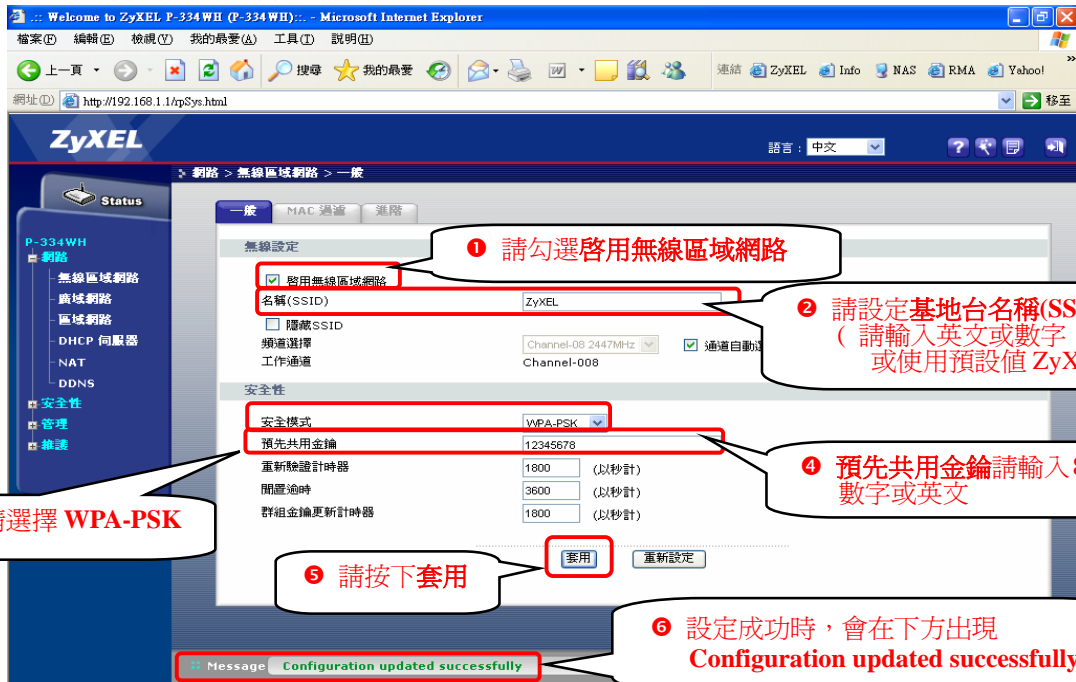 .:: Welcome to ZyXEL P-334WH (P-334WH)::. - Microsoft Internet Explorer
檔案(F) 編輯(E) 檢視(V) 我的最愛(A) 工具(T) 說明(H)
上一頁 搜尋 我的最愛 連結 ZyXEL Info NAS RMA Yahoo! »
網址(D) http://192.168.1.1/rpSys.html 移至
ZyXEL
語言 : 中文
網路 > 無線區域網路 > 一般
Status
一般 MAC 過濾 進階
P-334WH
網路
無線區域網路
廣域網路
區域網路
DHCP 伺服器
NAT
DDNS
安全性
管理
維護
無線設定
❶ 請勾選啓用無線區域網路
啓用無線區域網路
名稱(SSID) ZyXEL
❷ 請設定基地台名稱(SS
( 請輸入英文或數字
或使用預設值 ZyX
隱藏SSID
頻道選擇 Channel-08 2447MHz 通道自動
工作通道 Channel-008
安全性
安全模式 WPA-PSK
預先共用金鑰 12345678
重新驗證計時器 1800 (以秒計)
閒置逾時 3600 (以秒計)
群組金鑰更新計時器 1800 (以秒計)
❹ 預先共用金鑰請輸入8
數字或英文
請選擇 WPA-PSK
套用 重新設定
❺ 請按下套用
❻ 設定成功時，會在下方出現
Configuration updated successfully
Message Configuration updated successfully